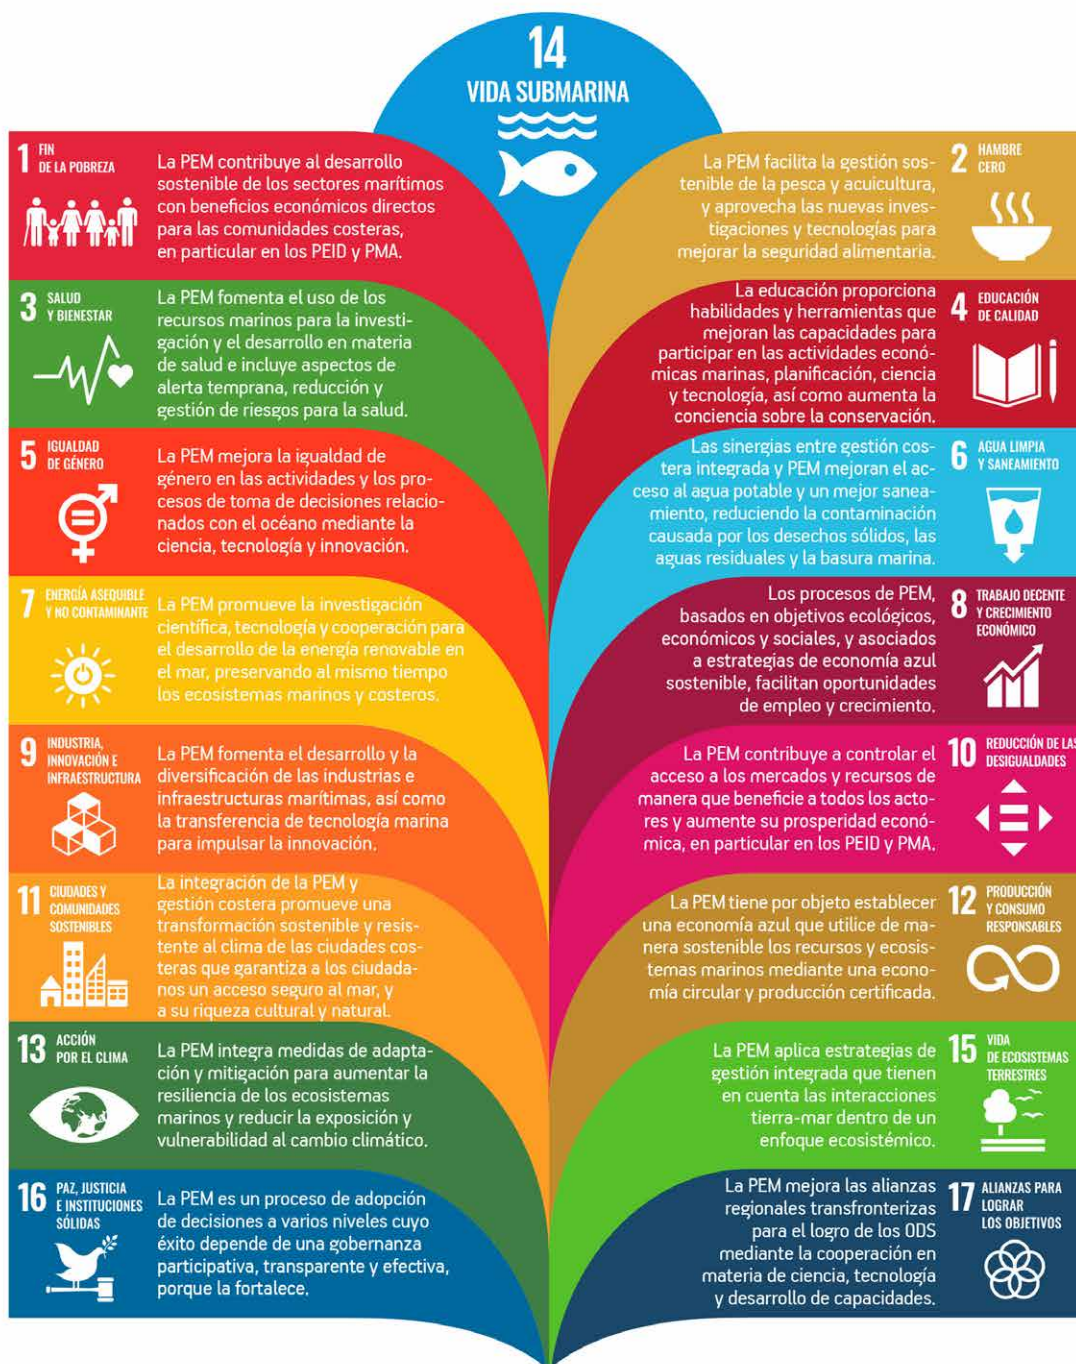 14
VIDA SUBMARINA
1 FIN
DE LA POBREZA
La PEM contribuye al desarrollo
sostenible de los sectores marítimos
con beneficios económicos directos
para las comunidades costeras,
en particular en los PEID y PMA.
La PEM facilita la gestión sos-
tenible de la pesca y acuicultura,
y aprovecha las nuevas inves-
tigaciones y tecnologías para
mejorar la seguridad alimentaria.
2 HAMBRE
CERO
3 SALUD
Y BIENESTAR
La PEM fomenta el uso de los
recursos marinos para la investi-
gación y el desarrollo en materia
de salud e incluye aspectos de
alerta temprana, reducción y
gestión de riesgos para la salud.
La educación proporciona
habilidades y herramientas que
mejoran las capacidades para
participar en las actividades econó-
micas marinas, planificación, ciencia
y tecnología, así como aumenta la
conciencia sobre la conservación.
4 EDUCACIÓN
DE CALIDAD
5 IGUALDAD
DE GÉNERO
La PEM mejora la igualdad de
género en las actividades y los pro-
cesos de toma de decisiones relacio-
nados con el océano mediante la
ciencia, tecnología y innovación.
Las sinergias entre gestión cos-
tera integrada y PEM mejoran el ac-
ceso al agua potable y un mejor sanea-
miento, reduciendo la contaminación
causada por los desechos sólidos, las
aguas residuales y la basura marina.
6 AGUA LIMPIA
Y SANEAMIENTO
7 ENERGÍA ASEQUIBLE
Y NO CONTAMINANTE
La PEM promueve la investigación
científica, tecnología y cooperación para
el desarrollo de la energía renovable en
el mar, preservando al mismo tiempo
los ecosistemas marinos y costeros.
Los procesos de PEM,
basados en objetivos ecológicos,
económicos y sociales, y asociados
a estrategias de economía azul
sostenible, facilitan oportunidades
de empleo y crecimiento.
8 TRABAJO DECENTE
Y CRECIMIENTO
ECONÓMICO
9 INDUSTRIA,
INNOVACIÓN E
INFRAESTRUCTURA
La PEM fomenta el desarrollo y la
diversificación de las industrias e
infraestructuras marítimas, así como
la transferencia de tecnología marina
para impulsar la innovación.
La PEM contribuye a controlar el
acceso a los mercados y recursos de
manera que beneficie a todos los acto-
res y aumente su prosperidad econó-
mica, en particular en los PEID y PMA.
10 REDUCCIÓN DE LAS
DESIGUALDADES
11 CIUDADES Y
COMUNIDADES
SOSTENIBLES
La integración de la PEM y
gestión costera promueve una
transformación sostenible y resis-
tente al clima de las ciudades cos-
teras que garantiza a los ciudada-
nos un acceso seguro al mar, y
a su riqueza cultural y natural.
La PEM tiene por objeto establecer
una economía azul que utilice de ma-
nera sostenible los recursos y ecosis-
temas marinos mediante una econo-
mía circular y producción certificada.
12 PRODUCCIÓN
Y CONSUMO
RESPONSABLES
13 ACCIÓN
POR EL CLIMA
La PEM integra medidas de adapta-
ción y mitigación para aumentar la
resiliencia de los ecosistemas
marinos y reducir la exposición y
vulnerabilidad al cambio climático.
La PEM aplica estrategias de
gestión integrada que tienen
en cuenta las interacciones
tierra-mar dentro de un
enfoque ecosistémico.
15 VIDA
DE ECOSISTEMAS
TERRESTRES
16 PAZ, JUSTICIA
E INSTITUCIONES
SÓLIDAS
La PEM es un proceso de adopción
de decisiones a varios niveles cuyo
éxito depende de una gobernanza
participativa, transparente y efectiva,
porque la fortalece.
La PEM mejora las alianzas
regionales transfronterizas
para el logro de los ODS
mediante la cooperación en
materia de ciencia, tecnología
y desarrollo de capacidades.
17 ALIANZAS PARA
LOGRAR
LOS OBJETIVOS